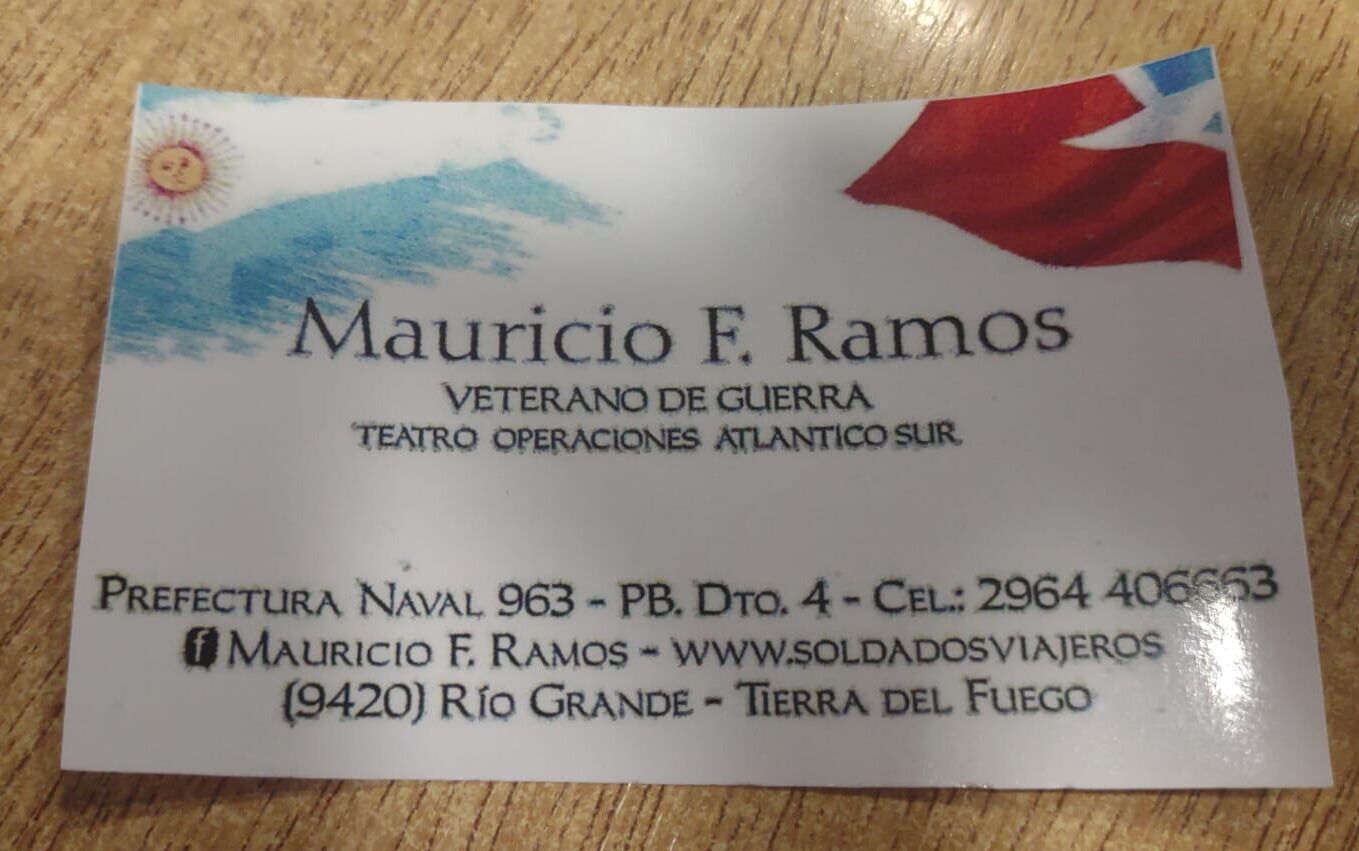 Mauricio F. Ramos
VETERANO DE GUERRA
TEATRO OPERACIONES ATLANTICO SUR
PREFECTURA NAVAL 963 - PB. DTO. 4 - CEL.: 2964 406663
MAURICIO F. RAMOS - WWW.SOLDADOSVIAJEROS
(9420) RÍO GRANDE - TIERRA DEL FUEGO